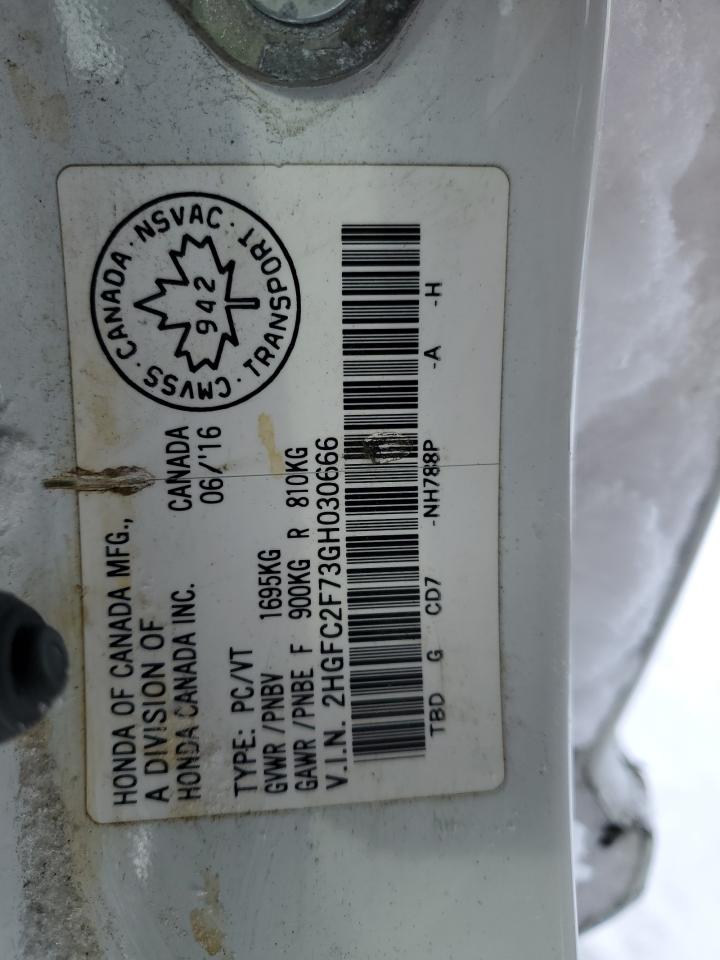 HONDA OF CANADA MFG.,
A DIVISION OF
HONDA CANADA INC.
CANADA
06/'16
CMVSS · CANADA · NSVAC · TRANSPORT
942
TYPE: PC/VT
GVWR /PNBV 1695KG
GAWR /PNBE F 900KG R 810KG
V.I.N. 2HGFC2F73GH030666
TBD G CD7 -NH788P -A -H